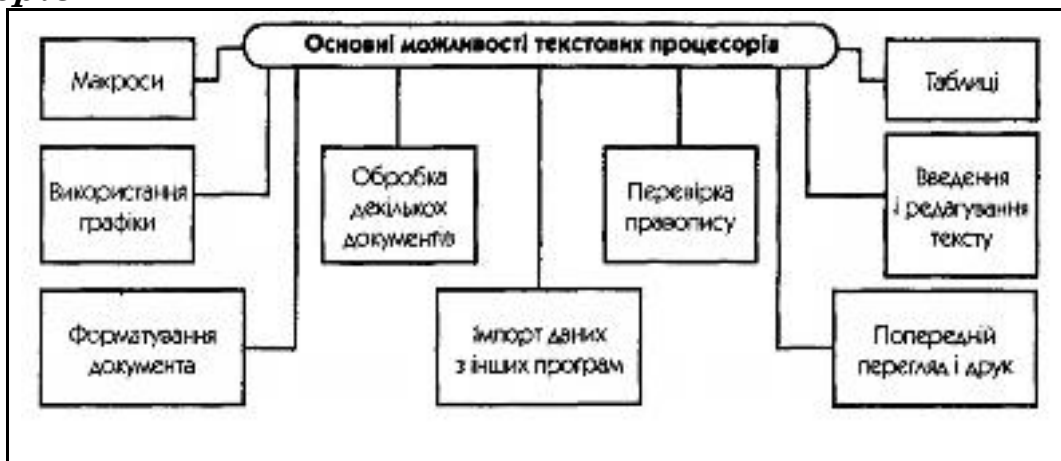 Основні можливості текстових процесорів
Макроси
Таблиці
Використання
графіки
Обробка
декількох
документів
Перевірка
правопису
Введення
і редагування
тексту
Форматування
документа
Імпорт даних
з інших програм
Попередній
перегляд і друк